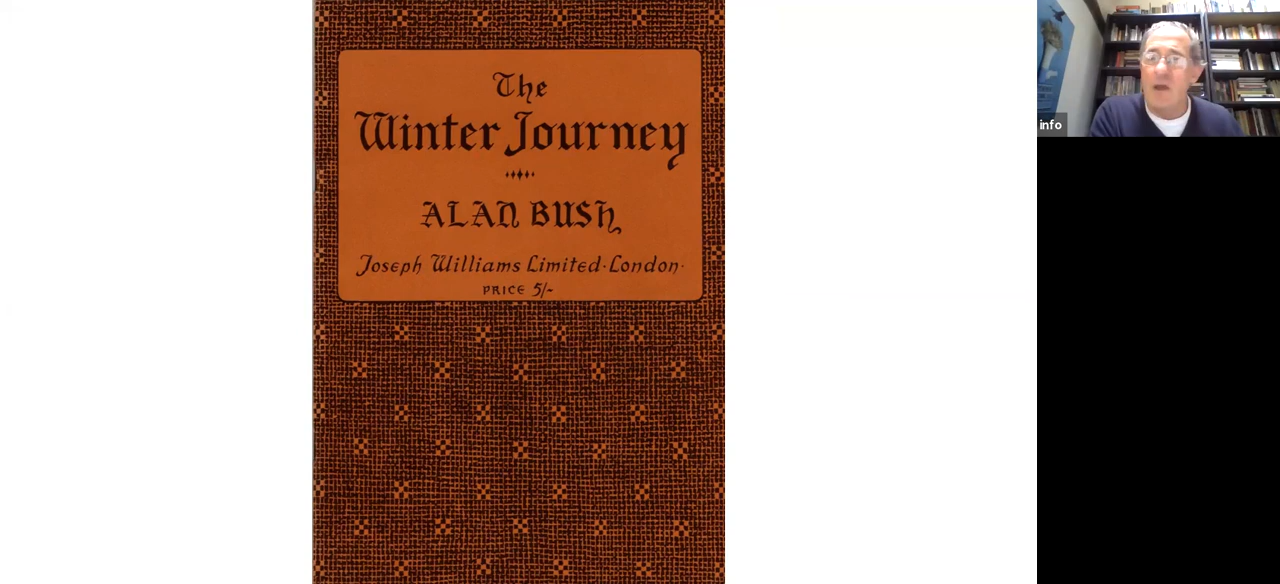 The
Winter Journey
ALAN BUSH
Joseph Williams Limited·London·
PRICE 5/-
info